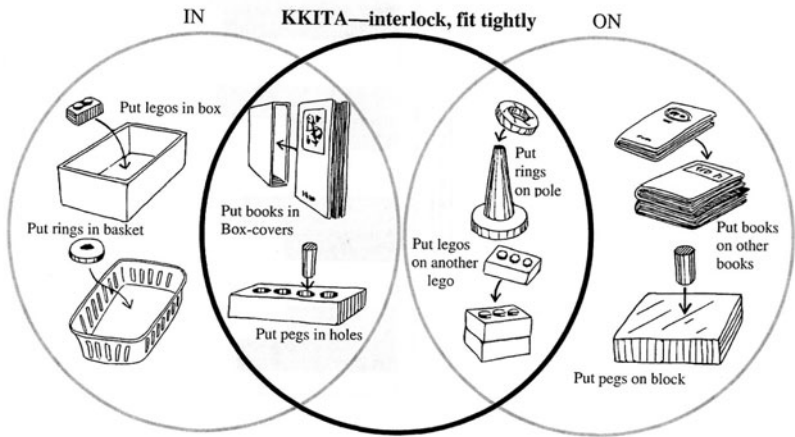 IN
KKITA—interlock, fit tightly
ON
Put legos in box
Put rings in basket
Put books in
Box-covers
Put pegs in holes
Put
rings
on pole
Put legos
on another
lego
Put books
on other
books
Put pegs on block